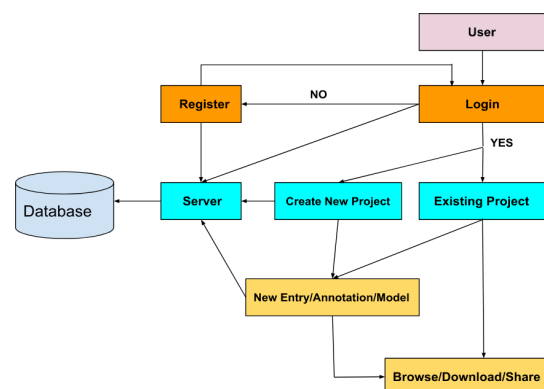 User
Register
NO
Login
YES
Database
Server
Create New Project
Existing Project
New Entry/Annotation/Model
Browse/Download/Share